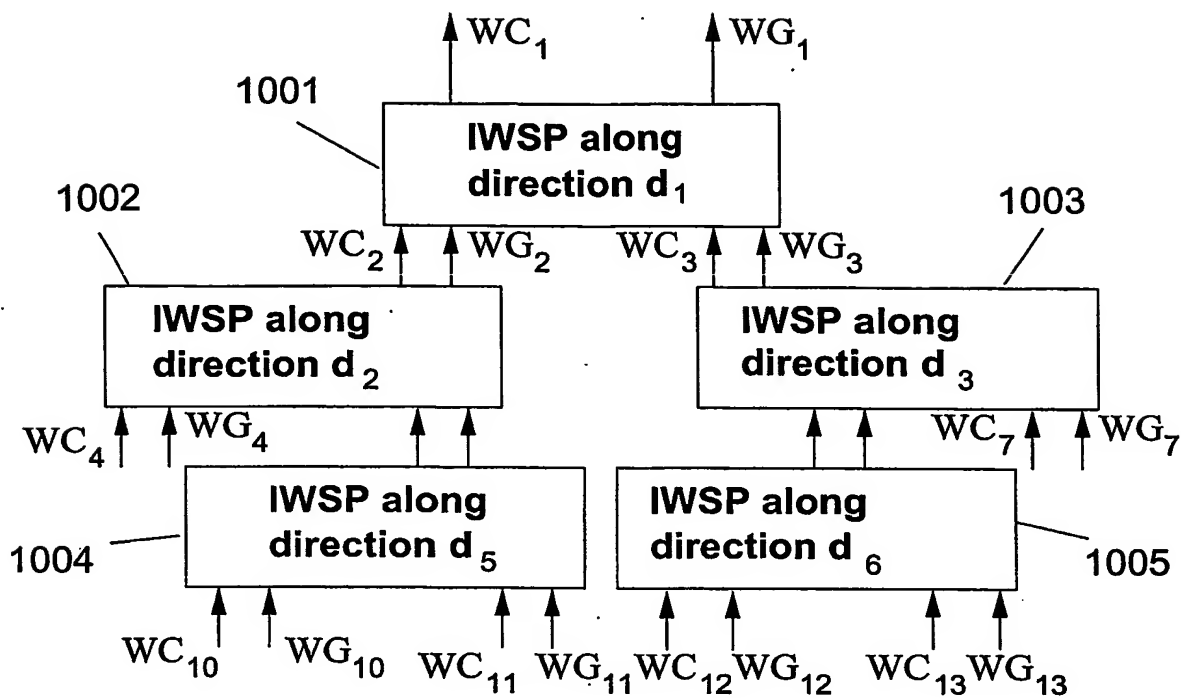 WC₁ WG₁
1001
IWSP along
direction d₁
1002
1003
WC₂ WG₂ WC₃ WG₃
IWSP along
direction d₂
IWSP along
direction d₃
WC₄ WG₄ WC₇ WG₇
IWSP along
direction d₅
IWSP along
direction d₆
1004
1005
WC₁₀ WG₁₀ WC₁₁ WG₁₁ WC₁₂ WG₁₂ WC₁₃ WG₁₃